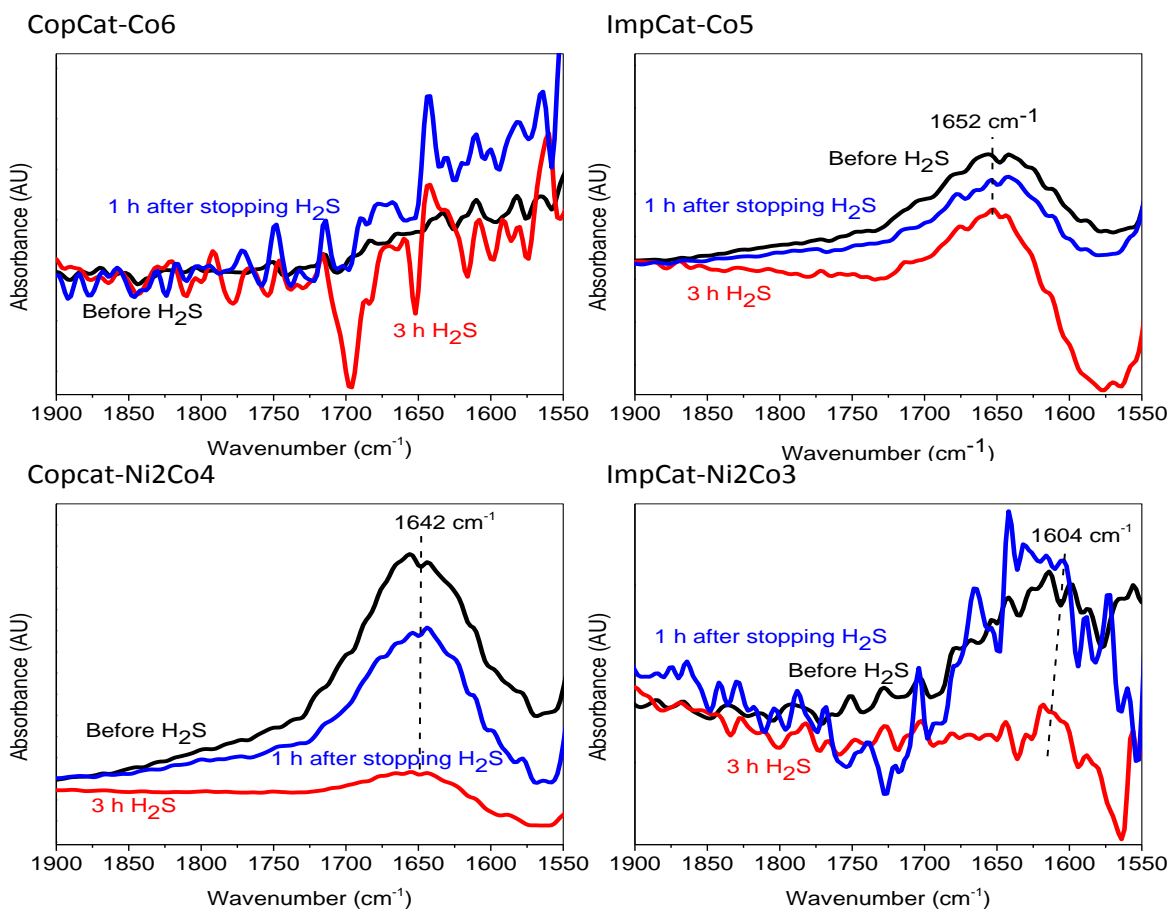 CopCat-Co6
1 h after stopping H2S
Before H2S
3 h H2S
Absorbance (AU)
1900 1850 1800 1750 1700 1650 1600 1550
Wavenumber (cm-1)
ImpCat-Co5
1652 cm-1
Before H2S
1 h after stopping H2S
3 h H2S
Absorbance (AU)
1900 1850 1800 1750 1700 1650 1600 1550
Wavenumber (cm-1)
Copcat-Ni2Co4
1642 cm-1
Before H2S
1 h after stopping H2S
3 h H2S
Absorbance (AU)
1900 1850 1800 1750 1700 1650 1600 1550
Wavenumber (cm-1)
ImpCat-Ni2Co3
1604 cm-1
1 h after stopping H2S
Before H2S
3 h H2S
Absorbance (AU)
1900 1850 1800 1750 1700 1650 1600 1550
Wavenumber (cm-1)